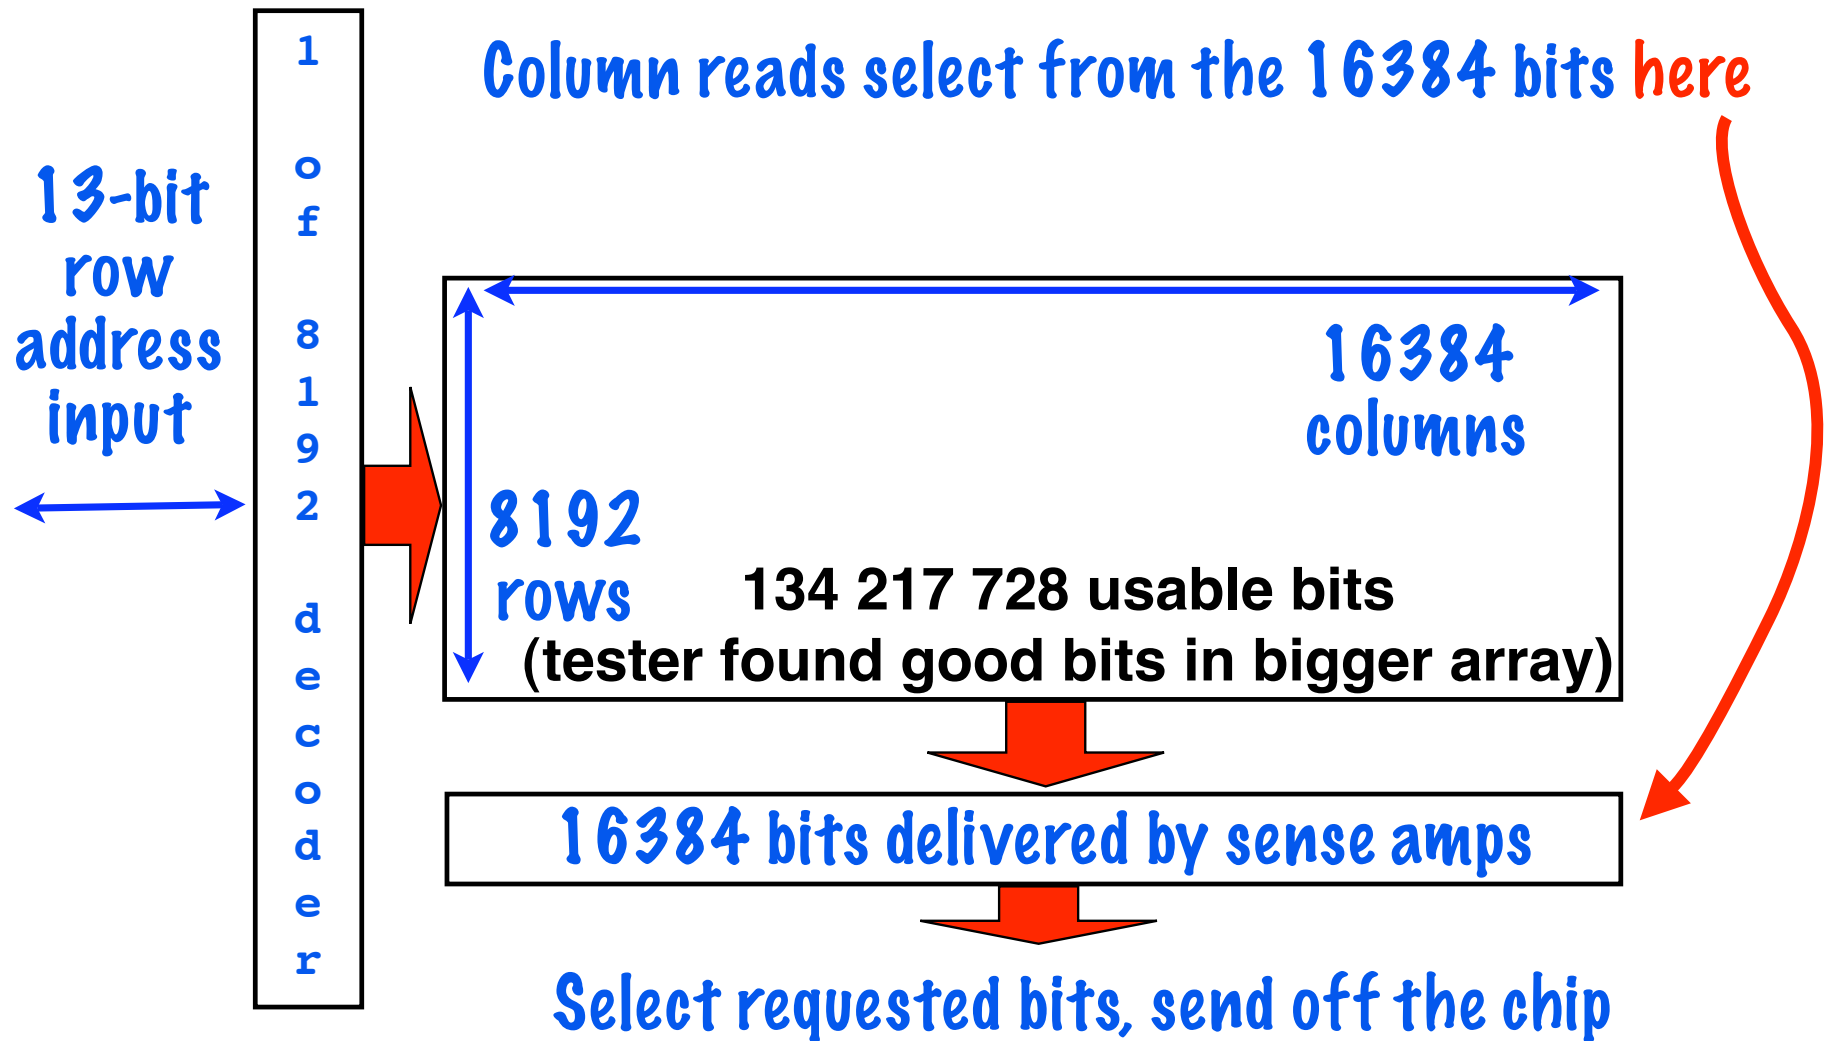 Column reads select from the 16384 bits here
13-bit
row
address
input
1 of 8192 decoder
16384
columns
8192
rows
134 217 728 usable bits
(tester found good bits in bigger array)
16384 bits delivered by sense amps
Select requested bits, send off the chip